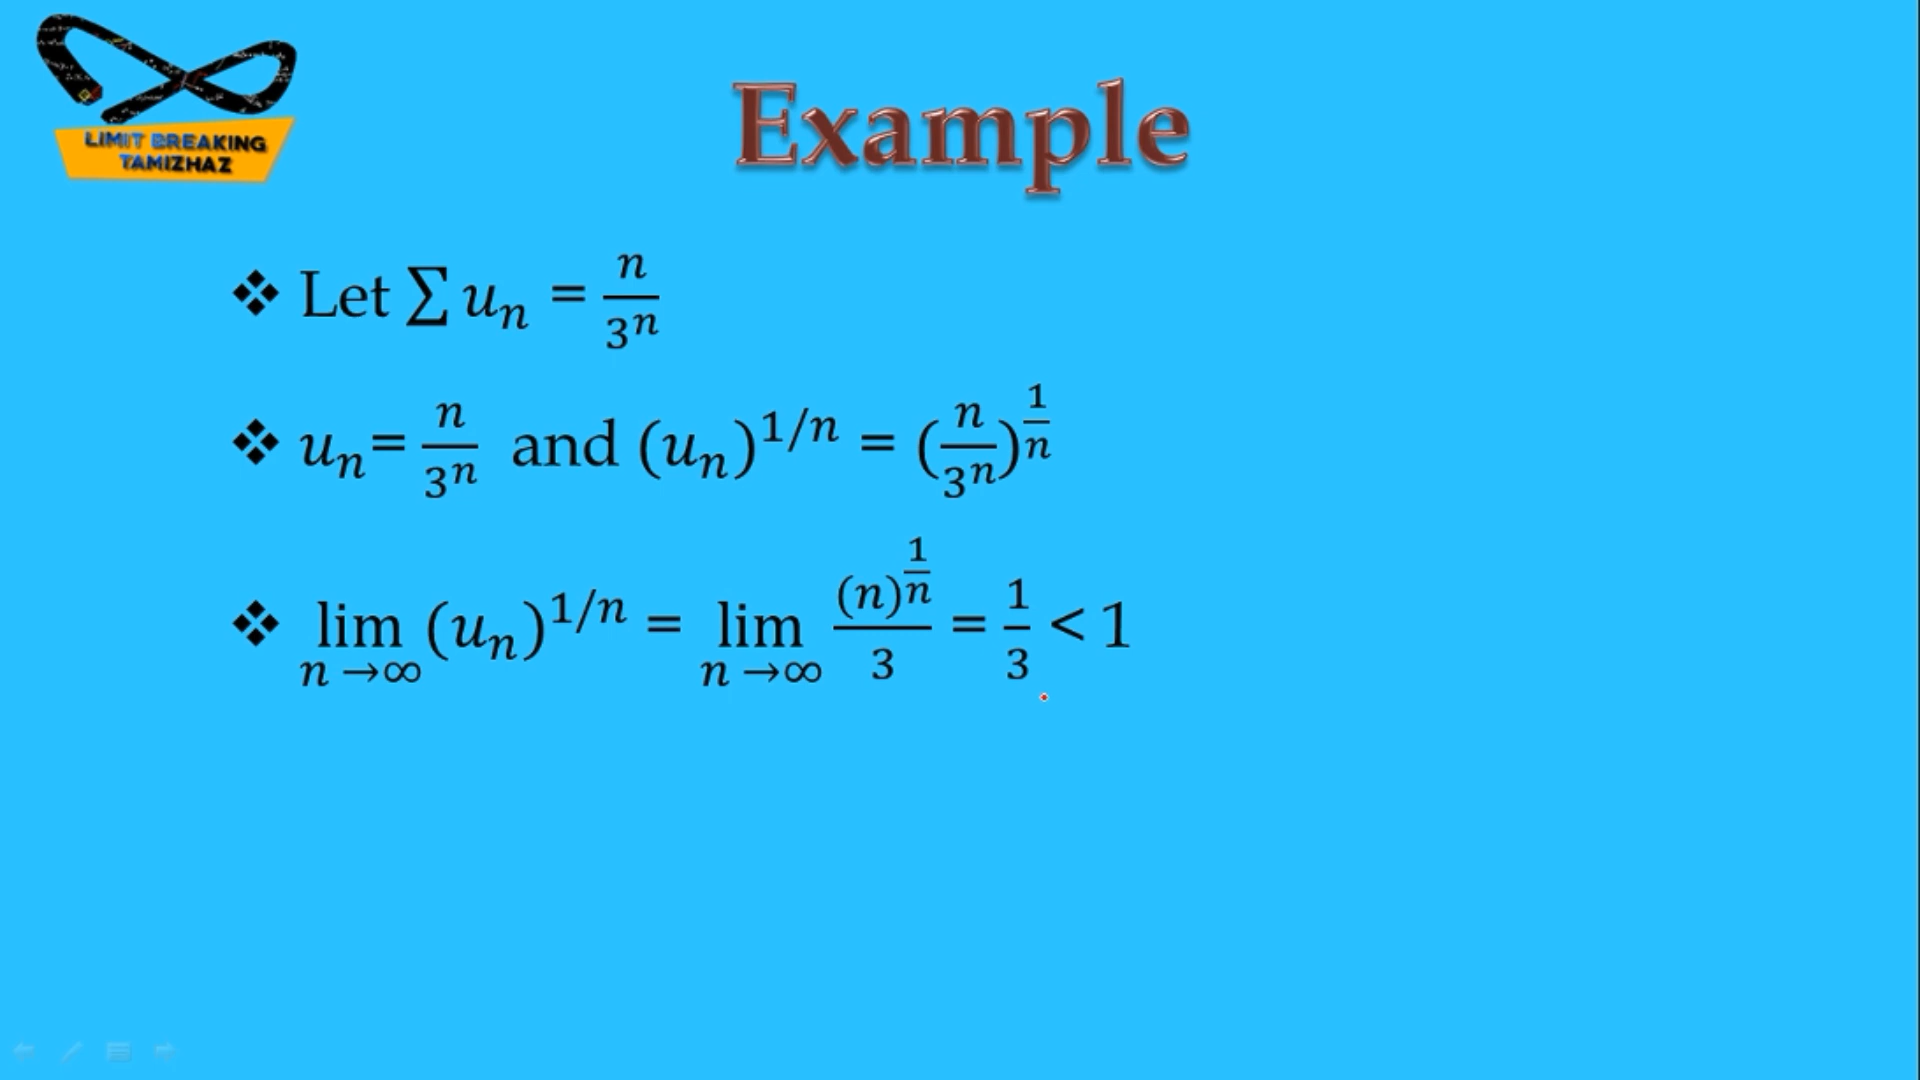 LIMIT BREAKING
TAMIZHAZ
Example
❖ Let ∑ uₙ = n/3ⁿ
❖ uₙ = n/3ⁿ and (uₙ)^{1/n} = (n/3ⁿ)^{1/n}
❖ lim_{n→∞} (uₙ)^{1/n} = lim_{n→∞} (n)^{1/n}/3 = 1/3 < 1